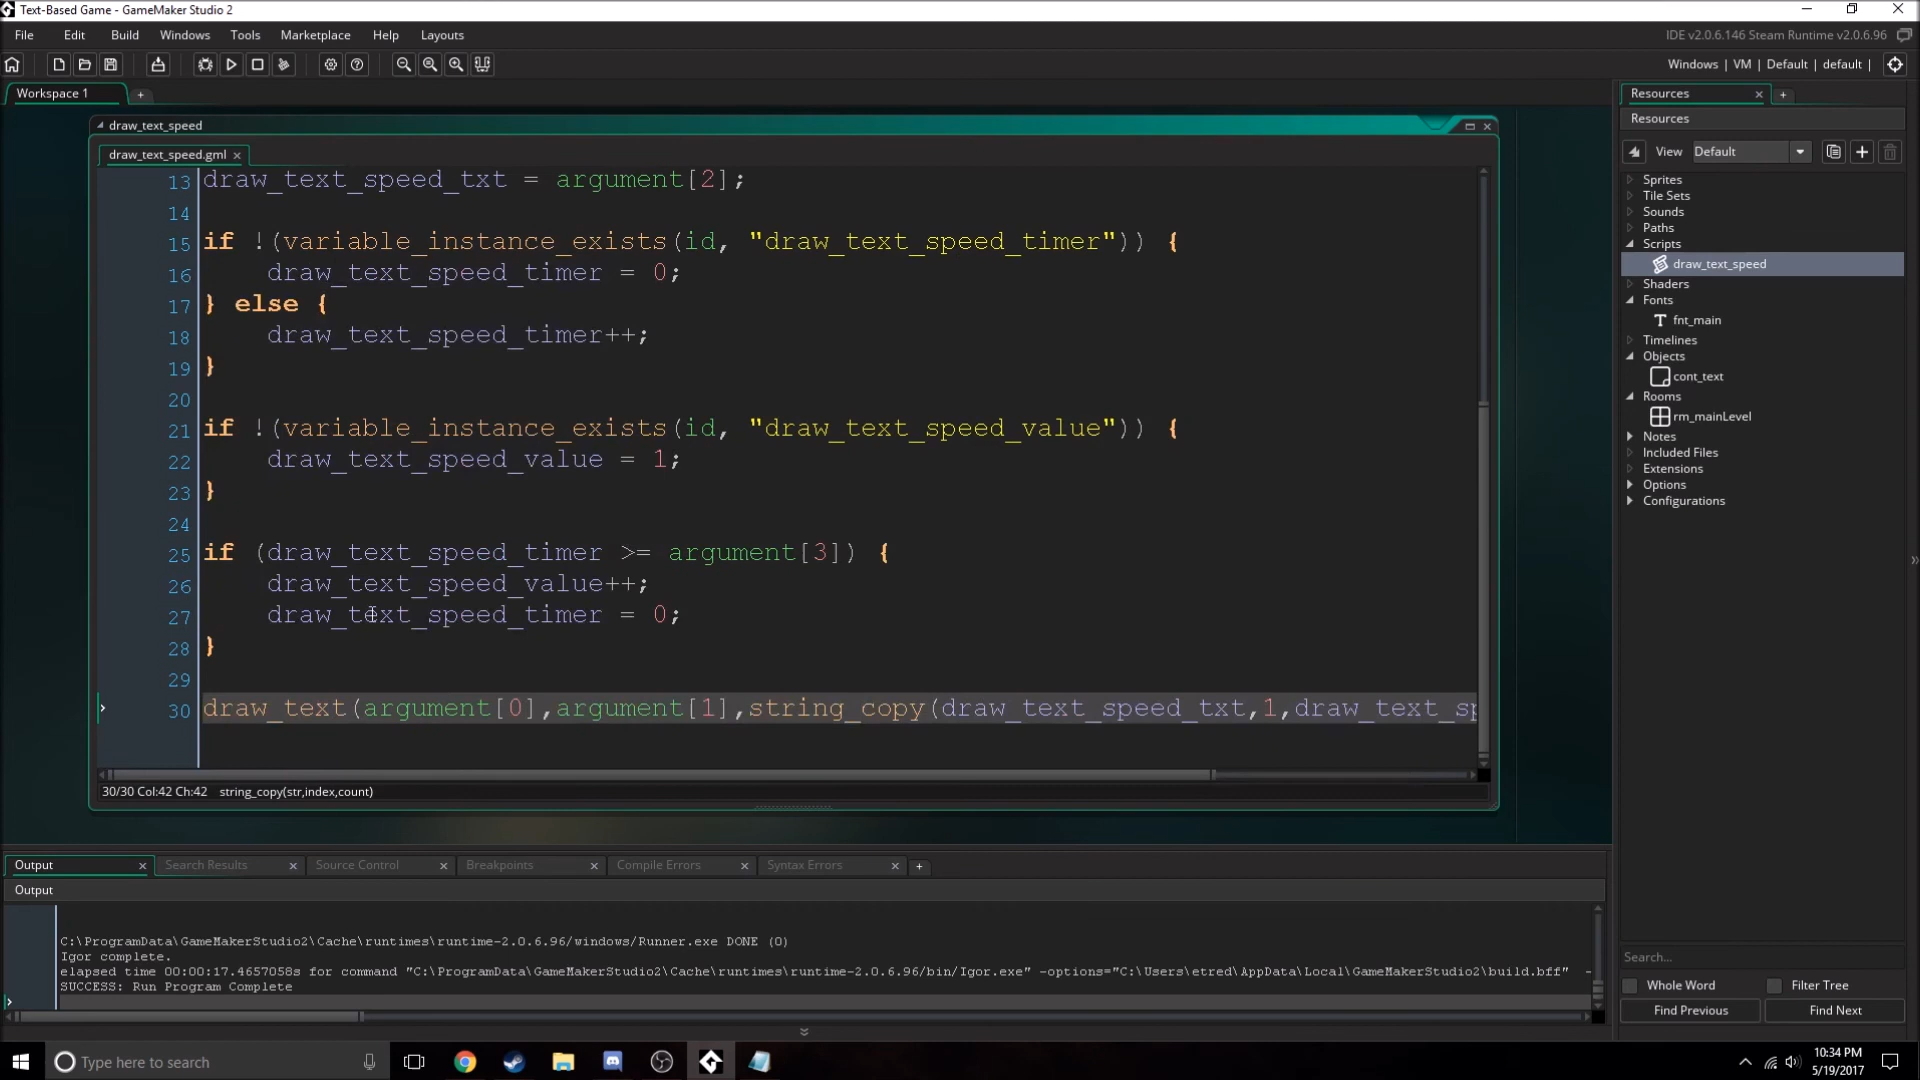 Text-Based Game - GameMaker Studio 2
File Edit Build Windows Tools Marketplace Help Layouts
IDE v2.0.6.146 Steam Runtime v2.0.6.96
Windows | VM | Default | default |
Workspace 1
draw_text_speed
draw_text_speed.gml
13 draw_text_speed_txt = argument[2];
14
15 if !(variable_instance_exists(id, "draw_text_speed_timer")) {
16 draw_text_speed_timer = 0;
17 } else {
18 draw_text_speed_timer++;
19 }
20
21 if !(variable_instance_exists(id, "draw_text_speed_value")) {
22 draw_text_speed_value = 1;
23 }
24
25 if (draw_text_speed_timer >= argument[3]) {
26 draw_text_speed_value++;
27 draw_text_speed_timer = 0;
28 }
29
30 draw_text(argument[0],argument[1],string_copy(draw_text_speed_txt,1,draw_text_sp
30/30 Col:42 Ch:42 string_copy(str,index,count)
Resources
Resources
View Default
Sprites
Tile Sets
Sounds
Paths
Scripts
draw_text_speed
Shaders
Fonts
fnt_main
Timelines
Objects
cont_text
Rooms
rm_mainLevel
Notes
Included Files
Extensions
Options
Configurations
Search...
Whole Word Filter Tree
Find Previous Find Next
Output Search Results Source Control Breakpoints Compile Errors Syntax Errors
Output
C:\ProgramData\GameMakerStudio2\Cache\runtimes\runtime-2.0.6.96/windows/Runner.exe DONE (0)
Igor complete.
elapsed time 00:00:17.4657058s for command "C:\ProgramData\GameMakerStudio2\Cache\runtimes\runtime-2.0.6.96/bin/Igor.exe" -options="C:\Users\etred\AppData\Local\GameMakerStudio2\build.bff" -
SUCCESS: Run Program Complete
Type here to search
10:34 PM
5/19/2017